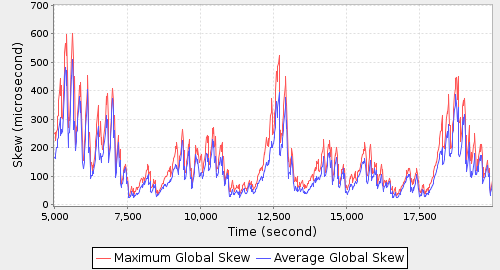 700
600
500
400
300
200
100
0
Skew (microsecond)
5,000 7,500 10,000 12,500 15,000 17,500
Time (second)
Maximum Global Skew Average Global Skew